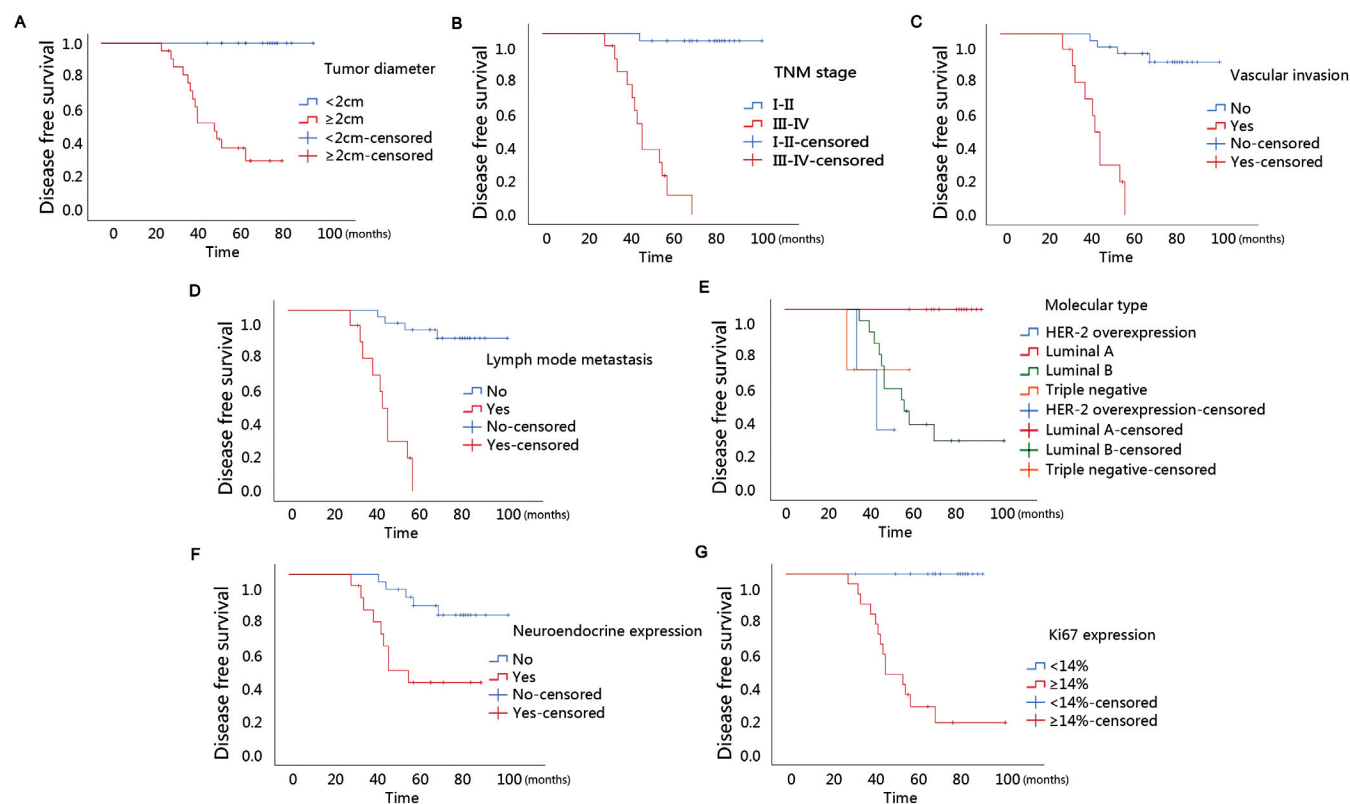 A
Disease free survival
1.0
0.8
0.6
0.4
0.2
0.0
Tumor diameter
<2cm
≥2cm
<2cm-censored
≥2cm-censored
0 20 40 60 80 100 (months)
Time
B
Disease free survival
1.0
0.8
0.6
0.4
0.2
0.0
TNM stage
I-II
III-IV
I-II-censored
III-IV-censored
0 20 40 60 80 100 (months)
Time
C
Disease free survival
1.0
0.8
0.6
0.4
0.2
0.0
Vascular invasion
No
Yes
No-censored
Yes-censored
0 20 40 60 80 100 (months)
Time
D
Disease free survival
1.0
0.8
0.6
0.4
0.2
0.0
Lymph mode metastasis
No
Yes
No-censored
Yes-censored
0 20 40 60 80 100 (months)
Time
E
Disease free survival
1.0
0.8
0.6
0.4
0.2
0.0
Molecular type
HER-2 overexpression
Luminal A
Luminal B
Triple negative
HER-2 overexpression-censored
Luminal A-censored
Luminal B-censored
Triple negative-censored
0 20 40 60 80 100 (months)
Time
F
Disease free survival
1.0
0.8
0.6
0.4
0.2
0.0
Neuroendocrine expression
No
Yes
No-censored
Yes-censored
0 20 40 60 80 100 (months)
Time
G
Disease free survival
1.0
0.8
0.6
0.4
0.2
0.0
Ki67 expression
<14%
≥14%
<14%-censored
≥14%-censored
0 20 40 60 80 100 (months)
Time